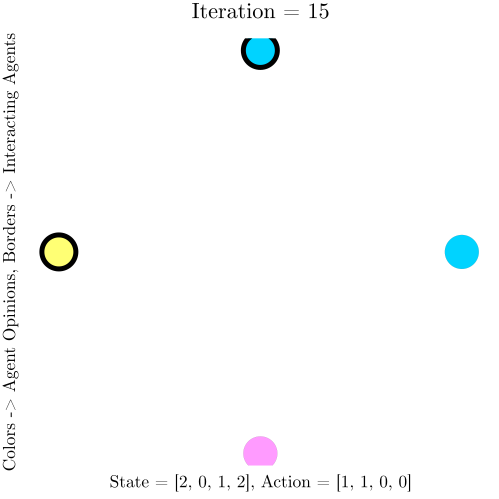 Iteration = 15
Colors -> Agent Opinions, Borders -> Interacting Agents
State = [2, 0, 1, 2], Action = [1, 1, 0, 0]